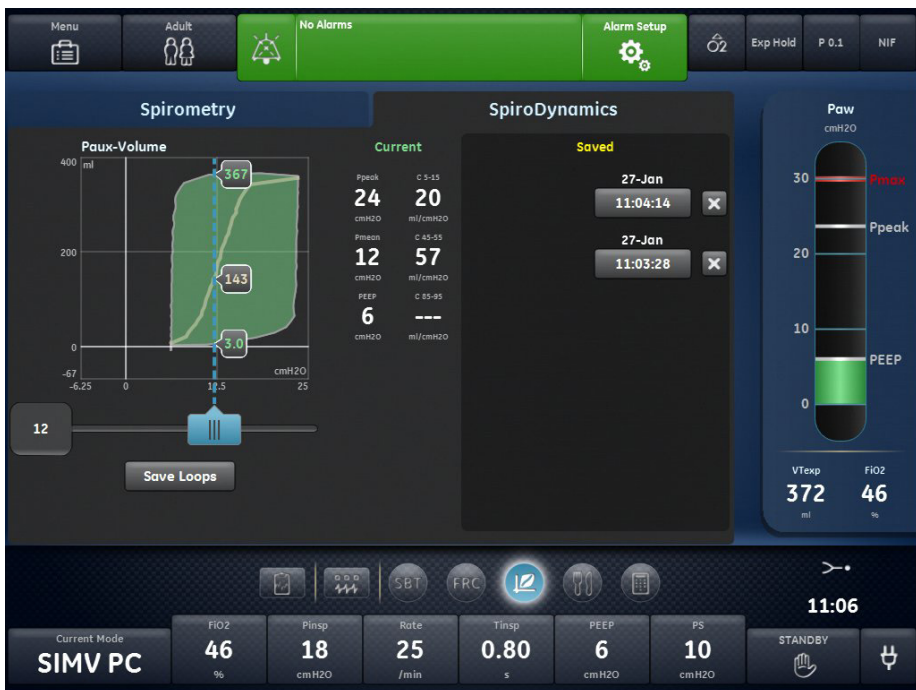 Menu
Adult
No Alarms
Alarm Setup
Ô2
Exp Hold
P 0.1
NIF
Spirometry
SpiroDynamics
Paw
cmH2O
Paux-Volume
400
ml
367
200
143
3.0
0
-67
-6.25
0
12.5
25
cmH2O
12
Save Loops
Current
Ppeak
C 5-15
24
20
cmH2O
ml/cmH2O
Pmean
C 45-55
12
57
cmH2O
ml/cmH2O
PEEP
C 85-95
6
---
cmH2O
ml/cmH2O
Saved
27-Jan
11:04:14
27-Jan
11:03:28
30
Pmax
Ppeak
20
10
PEEP
0
VTexp
FiO2
372
46
ml
%
SBT
FRC
11:06
Current Mode
SIMV PC
FiO2
46
%
Pinsp
18
cmH2O
Rate
25
/min
Tinsp
0.80
s
PEEP
6
cmH2O
PS
10
cmH2O
STANDBY